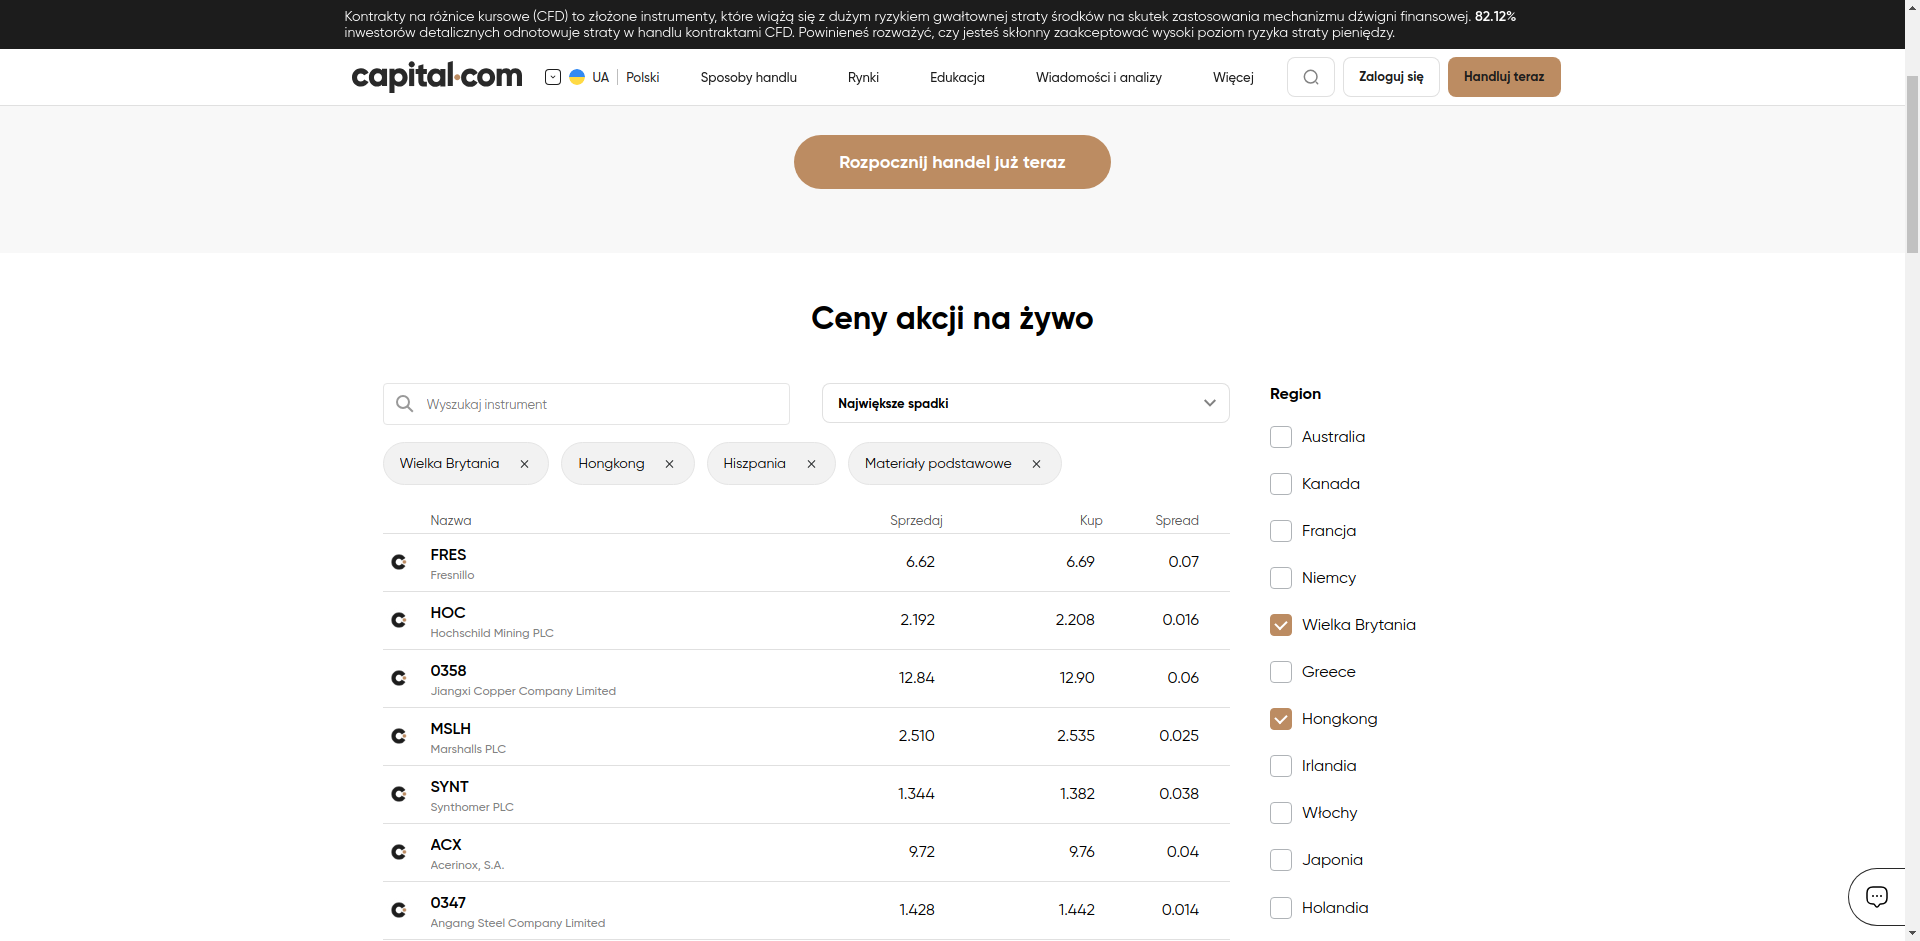 Kontrakty na różnice kursowe (CFD) to złożone instrumenty, które wiążą się z dużym ryzykiem gwałtownej straty środków na skutek zastosowania mechanizmu dźwigni finansowej. 82.12%
inwestorów detalicznych odnotowuje straty w handlu kontraktami CFD. Powinieneś rozważyć, czy jesteś skłonny zaakceptować wysoki poziom ryzyka straty pieniędzy.
capital.com UA Polski Sposoby handlu Rynki Edukacja Wiadomości i analizy Więcej Zaloguj się Handluj teraz
Rozpocznij handel już teraz
Ceny akcji na żywo
Wyszukaj instrument
Największe spadki
Wielka Brytania Hongkong Hiszpania Materiały podstawowe
Nazwa Sprzedaj Kup Spread
FRES 6.62 6.69 0.07
Fresnillo
HOC 2.192 2.208 0.016
Hochschild Mining PLC
0358 12.84 12.90 0.06
Jiangxi Copper Company Limited
MSLH 2.510 2.535 0.025
Marshalls PLC
SYNT 1.344 1.382 0.038
Synthomer PLC
ACX 9.72 9.76 0.04
Acerinox, S.A.
0347 1.428 1.442 0.014
Angang Steel Company Limited
Region
Australia
Kanada
Francja
Niemcy
Wielka Brytania
Greece
Hongkong
Irlandia
Włochy
Japonia
Holandia